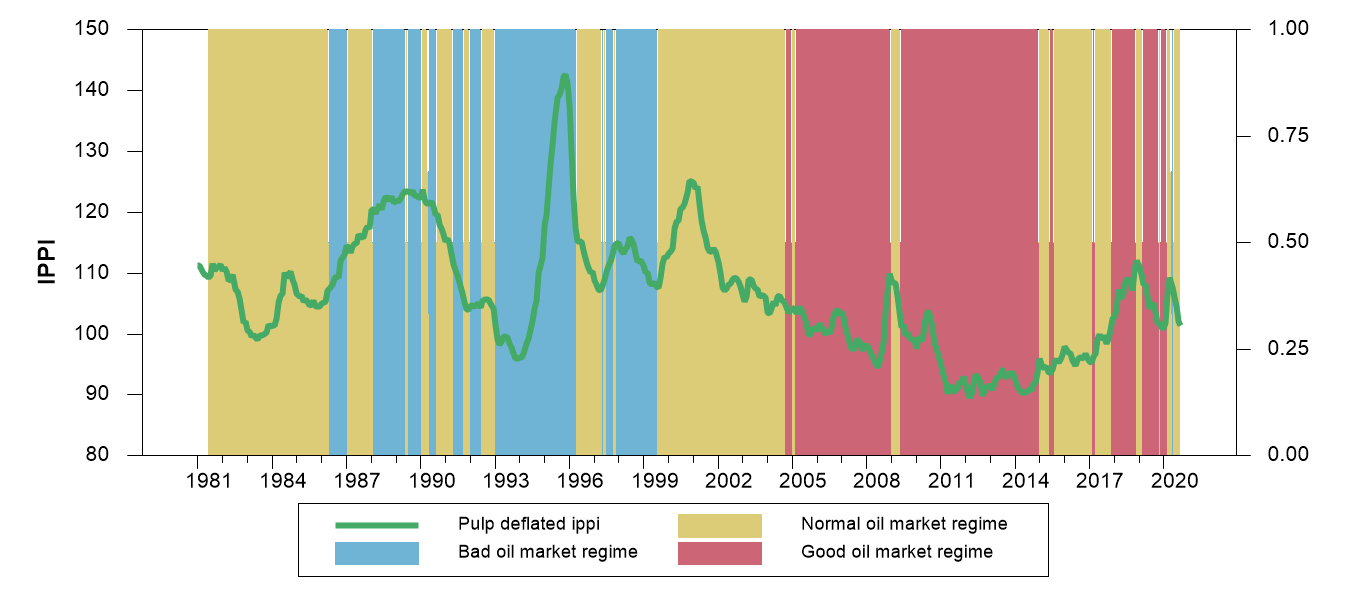 150 1.00
140
130 0.75
120
110 0.50
100
90 0.25
80 0.00
IPPI
1981 1984 1987 1990 1993 1996 1999 2002 2005 2008 2011 2014 2017 2020
Pulp deflated ippi Normal oil market regime
Bad oil market regime Good oil market regime